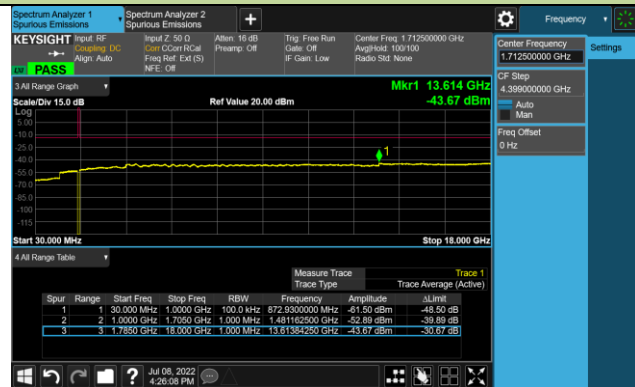 Spectrum Analyzer 1
Spurious Emissions
Spectrum Analyzer 2
Spurious Emissions
+
Frequency
KEYSIGHT
PASS
Input: RF
Coupling: DC
Align: Auto
Input Z: 50 Ω
Corr CCorr RCal
Freq Ref: Ext (S)
NFE: Off
Atten: 16 dB
Preamp: Off
Trig: Free Run
Gate: Off
IF Gain: Low
Center Freq: 1.712500000 GHz
Avg|Hold: 100/100
Radio Std: None
Center Frequency
1.712500000 GHz
Settings
CF Step
4.399000000 GHz
Auto
Man
Freq Offset
0 Hz
3 All Range Graph
Mkr1 13.614 GHz
Scale/Div 15.0 dB
Ref Value 20.00 dBm
-43.67 dBm
Log
5.00
-10.0
-25.0
-40.0
-55.0
-70.0
-85.0
-100
-115
1
Start 30.000 MHz
Stop 18.000 GHz
4 All Range Table
Measure Trace Trace 1
Trace Type Trace Average (Active)
Spur Range Start Freq Stop Freq RBW Frequency Amplitude ΔLimit
1 1 30.000 MHz 1.0000 GHz 100.0 kHz 872.9300000 MHz -61.50 dBm -48.50 dB
2 2 1.0000 GHz 1.7050 GHz 1.000 MHz 1.481162500 GHz -52.89 dBm -39.89 dB
3 3 1.7850 GHz 18.000 GHz 1.000 MHz 13.61384250 GHz -43.67 dBm -30.67 dB
?
Jul 08, 2022
4:26:08 PM